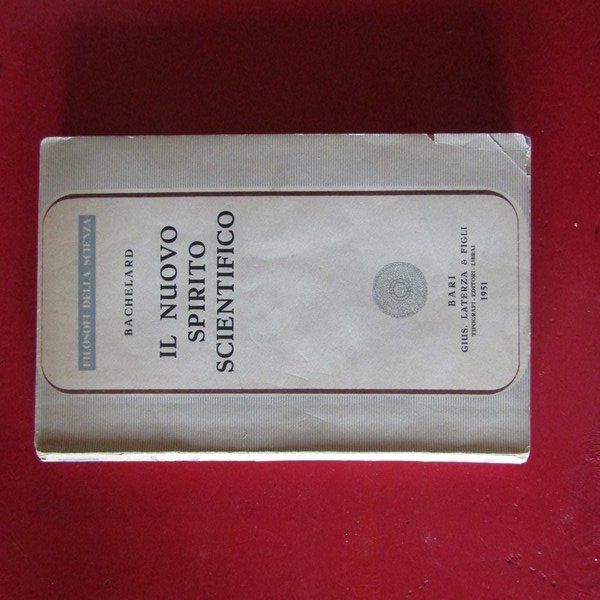 FILOSOFI DELLA SCIENZA
BACHELARD
IL NUOVO
SPIRITO
SCIENTIFICO
BARI
GIUS. LATERZA & FIGLI
TIPOGRAFI-EDITORI-LIBRAI
1951